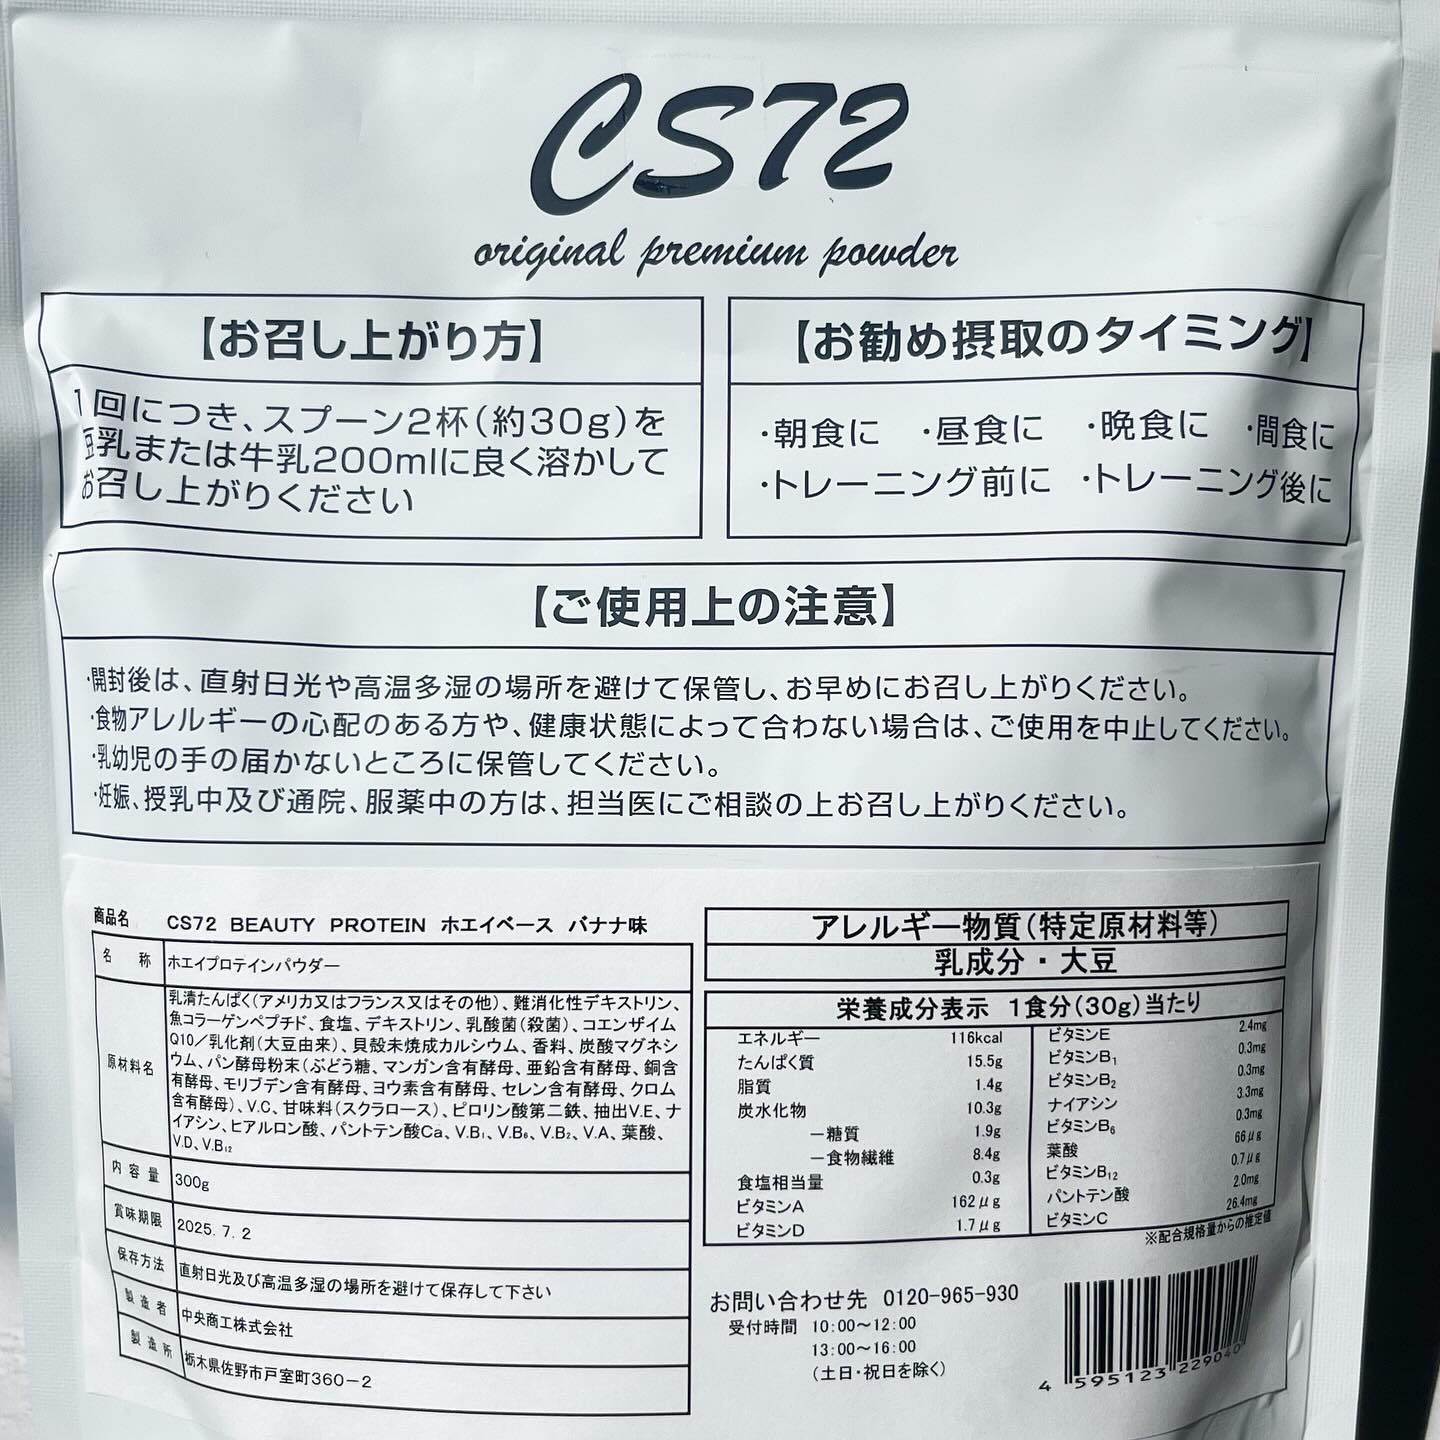 CS72
original premium powder
【お召し上がり方】
1回につき、スプーン2杯(約30g)を
豆乳または牛乳200mlに良く溶かして
お召し上がりください
【お勧め摂取のタイミング】
・朝食に ・昼食に ・晩食に ・間食に
・トレーニング前に ・トレーニング後に
【ご使用上の注意】
・開封後は、直射日光や高温多湿の場所を避けて保管し、お早めにお召し上がりください。
・食物アレルギーの心配のある方や、健康状態によって合わない場合は、ご使用を中止してください。
・乳幼児の手の届かないところに保管してください。
・妊娠、授乳中及び通院、服薬中の方は、担当医にご相談の上お召し上がりください。
商品名 CS72 BEAUTY PROTEIN ホエイベース バナナ味
名称 ホエイプロテインパウダー
原材料名
乳清たんぱく(アメリカ又はフランス又はその他)、難消化性デキストリン、
魚コラーゲンペプチド、食塩、デキストリン、乳酸菌(殺菌)、コエンザイム
Q10/乳化剤(大豆由来)、貝殻未焼成カルシウム、香料、炭酸マグネシ
ウム、パン酵母粉末(ぶどう糖、マンガン含有酵母、亜鉛含有酵母、銅含
有酵母、モリブデン含有酵母、ヨウ素含有酵母、セレン含有酵母、クロム
含有酵母)、V.C、甘味料(スクラロース)、ピロリン酸第二鉄、抽出V.E、ナ
イアシン、ヒアルロン酸、パントテン酸Ca、V.B1、V.B6、V.B2、V.A、葉酸、
V.D、V.B12
内容量 300g
賞味期限 2025.7.2
保存方法 直射日光及び高温多湿の場所を避けて保存して下さい
製造者 中央商工株式会社
製造所 栃木県佐野市戸室町360-2
アレルギー物質(特定原材料等)
乳成分・大豆
栄養成分表示 1食分(30g)当たり
エネルギー 116kcal
たんぱく質 15.5g
脂質 1.4g
炭水化物 10.3g
ー糖質 1.9g
ー食物繊維 8.4g
食塩相当量 0.3g
ビタミンA 162μg
ビタミンD 1.7μg
ビタミンE 2.4mg
ビタミンB1 0.3mg
ビタミンB2 0.3mg
ナイアシン 3.3mg
ビタミンB6 0.3mg
葉酸 66μg
ビタミンB12 0.7μg
パントテン酸 2.0mg
ビタミンC 26.4mg
※配合規格量からの推定値
お問い合わせ先 0120-965-930
受付時間 10:00～12:00
13:00～16:00
(土日・祝日を除く)
4 595123 229040